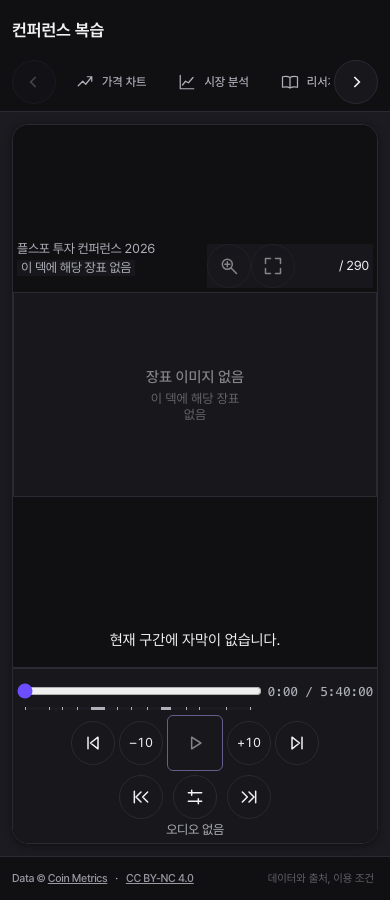 컨퍼런스 복습
가격 차트
시장 분석
리서
플스포 투자 컨퍼런스 2026
이 덱에 해당 장표 없음
/ 290
장표 이미지 없음
이 덱에 해당 장표
없음
현재 구간에 자막이 없습니다.
0:00 / 5:40:00
−10
+10
오디오 없음
Data © Coin Metrics · CC BY-NC 4.0
데이터와 출처, 이용 조건